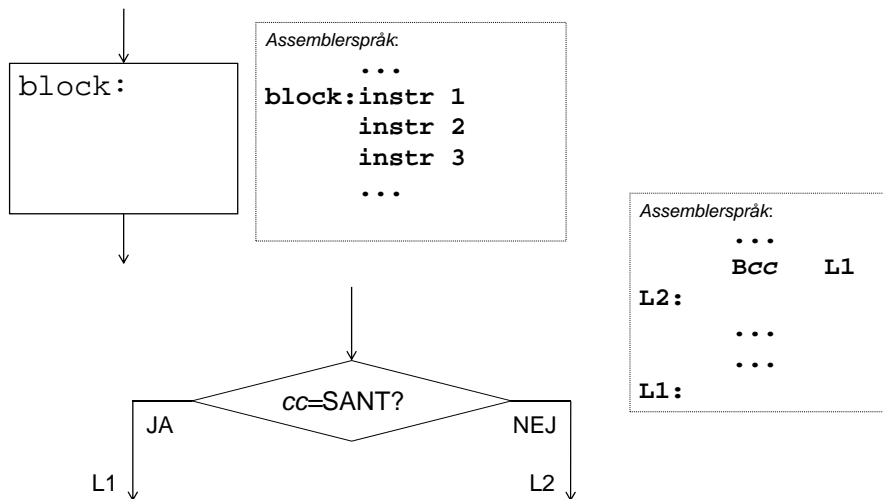 block:
Assemblerspråk:
...
block:instr 1
instr 2
instr 3
...
Assemblerspråk:
...
Bcc L1
L2:
...
...
L1:
cc=SANT?
JA
NEJ
L1
L2